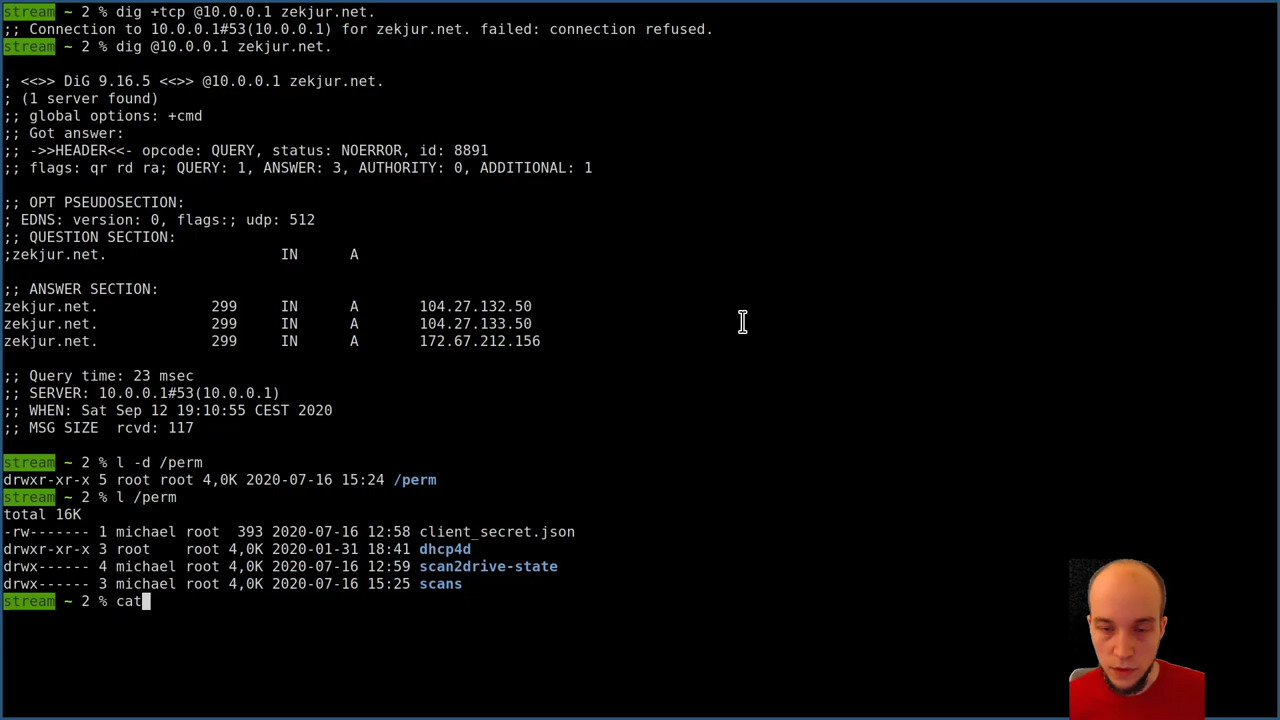 stream ~ 2 % dig +tcp @10.0.0.1 zekjur.net.
;; Connection to 10.0.0.1#53(10.0.0.1) for zekjur.net. failed: connection refused.
stream ~ 2 % dig @10.0.0.1 zekjur.net.
; <<>> DiG 9.16.5 <<>> @10.0.0.1 zekjur.net.
; (1 server found)
;; global options: +cmd
;; Got answer:
;; ->>HEADER<<- opcode: QUERY, status: NOERROR, id: 8891
;; flags: qr rd ra; QUERY: 1, ANSWER: 3, AUTHORITY: 0, ADDITIONAL: 1
;; OPT PSEUDOSECTION:
; EDNS: version: 0, flags:; udp: 512
;; QUESTION SECTION:
;zekjur.net. IN A
;; ANSWER SECTION:
zekjur.net. 299 IN A 104.27.132.50
zekjur.net. 299 IN A 104.27.133.50
zekjur.net. 299 IN A 172.67.212.156
;; Query time: 23 msec
;; SERVER: 10.0.0.1#53(10.0.0.1)
;; WHEN: Sat Sep 12 19:10:55 CEST 2020
;; MSG SIZE rcvd: 117
stream ~ 2 % l -d /perm
drwxr-xr-x 5 root root 4,0K 2020-07-16 15:24 /perm
stream ~ 2 % l /perm
total 16K
-rw------- 1 michael root 393 2020-07-16 12:58 client_secret.json
drwxr-xr-x 3 root root 4,0K 2020-01-31 18:41 dhcp4d
drwx------ 4 michael root 4,0K 2020-07-16 12:59 scan2drive-state
drwx------ 3 michael root 4,0K 2020-07-16 15:25 scans
stream ~ 2 % cat